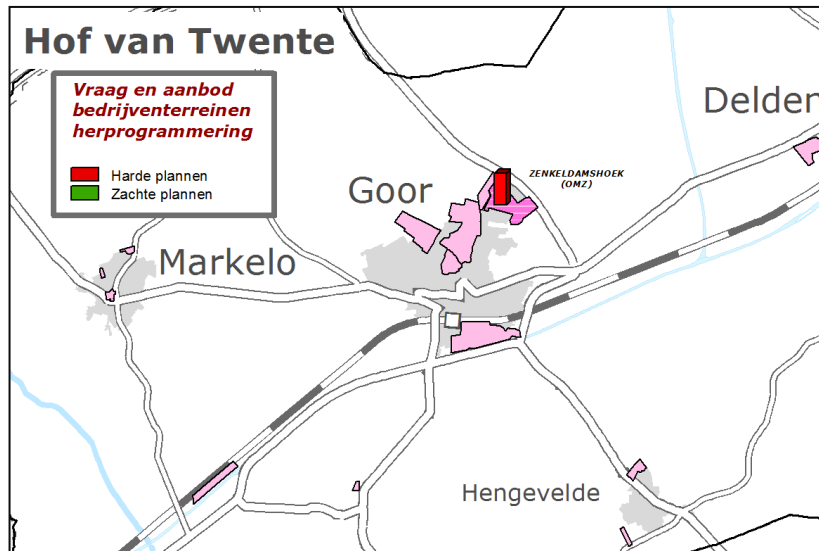 Hof van Twente
Vraag en aanbod
bedrijventerreinen
herprogrammering
Harde plannen
Zachte plannen
Delden
ZENKELDAMSHOEK
(OMZ)
Goor
Markelo
Hengevelde